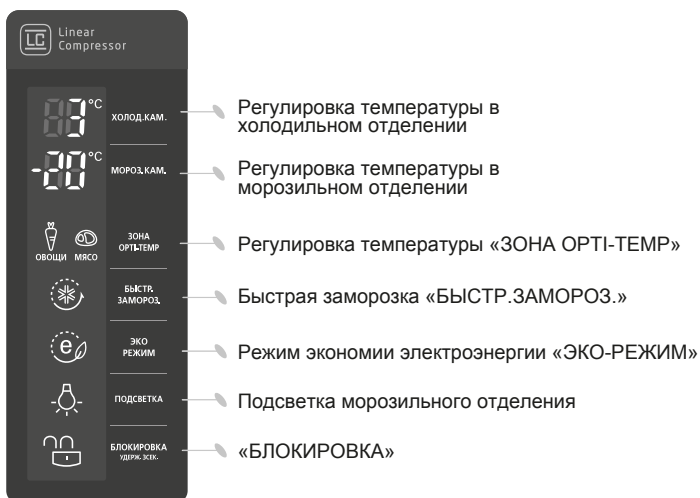 LC Linear
Compressor
3°C ХОЛОД.КАМ.
Регулировка температуры в
холодильном отделении
-20°C МОРОЗ.КАМ.
Регулировка температуры в
морозильном отделении
ОВОЩИ МЯСО
ЗОНА
OPTI-TEMP
Регулировка температуры «ЗОНА OPTI-TEMP»
БЫСТР.
ЗАМОРОЗ.
Быстрая заморозка «БЫСТР.ЗАМОРОЗ.»
e
ЭКО
РЕЖИМ
Режим экономии электроэнергии «ЭКО-РЕЖИМ»
ПОДСВЕТКА
Подсветка морозильного отделения
БЛОКИРОВКА
УДЕРЖ. 3СЕК.
«БЛОКИРОВКА»